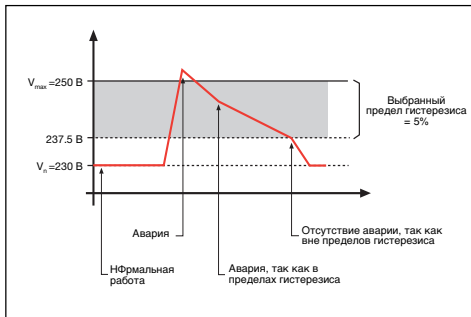 Vmax =250 В
Выбранный
предел гистерезиса
= 5%
237.5 В
Vn =230 В
Авария
Отсутствие аварии, так как
вне пределов гистерезиса
НФрмальная
работа
Авария, так как в
пределах гистерезиса